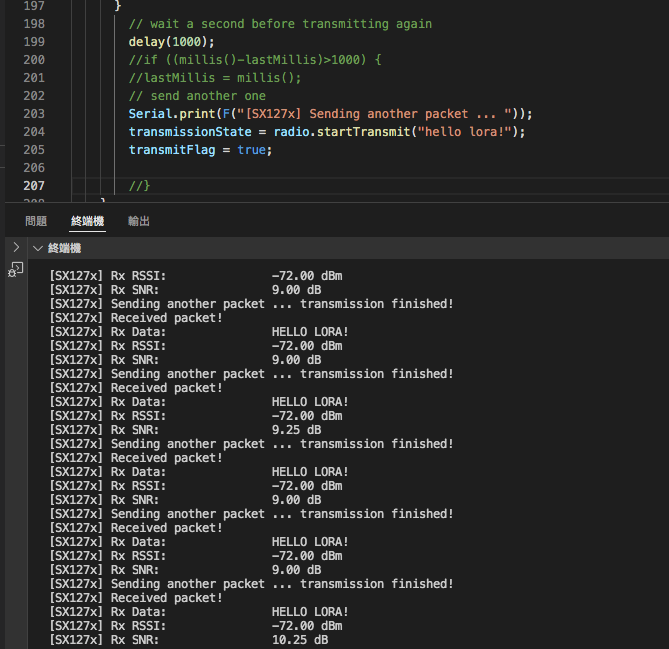 197 }
198 // wait a second before transmitting again
199 delay(1000);
200 //if ((millis()-lastMillis)>1000) {
201 //lastMillis = millis();
202 // send another one
203 Serial.print(F("[SX127x] Sending another packet ... "));
204 transmissionState = radio.startTransmit("hello lora!");
205 transmitFlag = true;
206
207 //}
208 }
問題 終端機 輸出
終端機
[SX127x] Rx RSSI: -72.00 dBm
[SX127x] Rx SNR: 9.00 dB
[SX127x] Sending another packet ... transmission finished!
[SX127x] Received packet!
[SX127x] Rx Data: HELLO LORA!
[SX127x] Rx RSSI: -72.00 dBm
[SX127x] Rx SNR: 9.00 dB
[SX127x] Sending another packet ... transmission finished!
[SX127x] Received packet!
[SX127x] Rx Data: HELLO LORA!
[SX127x] Rx RSSI: -72.00 dBm
[SX127x] Rx SNR: 9.25 dB
[SX127x] Sending another packet ... transmission finished!
[SX127x] Received packet!
[SX127x] Rx Data: HELLO LORA!
[SX127x] Rx RSSI: -72.00 dBm
[SX127x] Rx SNR: 9.00 dB
[SX127x] Sending another packet ... transmission finished!
[SX127x] Received packet!
[SX127x] Rx Data: HELLO LORA!
[SX127x] Rx RSSI: -72.00 dBm
[SX127x] Rx SNR: 9.00 dB
[SX127x] Sending another packet ... transmission finished!
[SX127x] Received packet!
[SX127x] Rx Data: HELLO LORA!
[SX127x] Rx RSSI: -72.00 dBm
[SX127x] Rx SNR: 10.25 dB